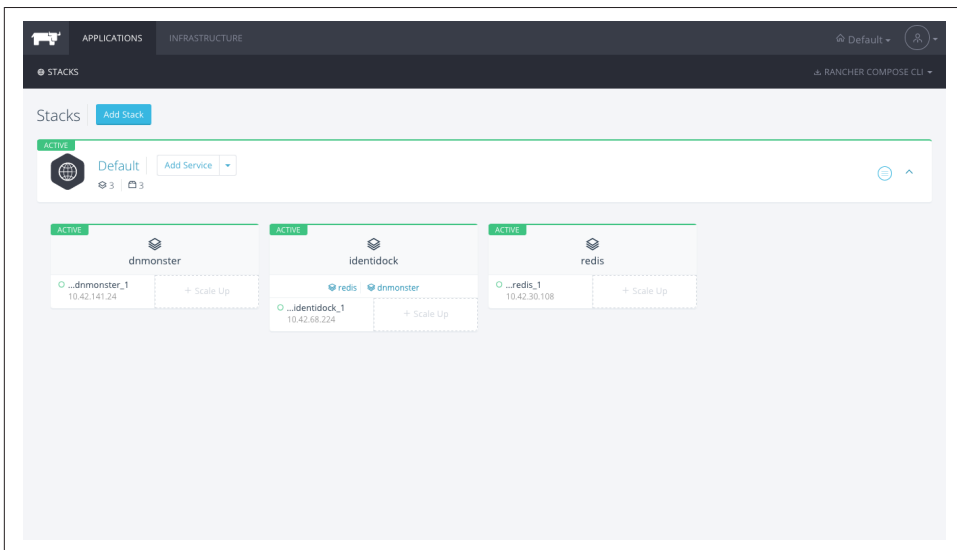 APPLICATIONS INFRASTRUCTURE Default
STACKS RANCHER COMPOSE CLI
Stacks Add Stack
ACTIVE
Default Add Service
3 3
ACTIVE ACTIVE ACTIVE
dnmonster identidock redis
...dnmonster_1 + Scale Up redis dnmonster ...redis_1 + Scale Up
10.42.141.24 10.42.30.108
...identidock_1 + Scale Up
10.42.68.224